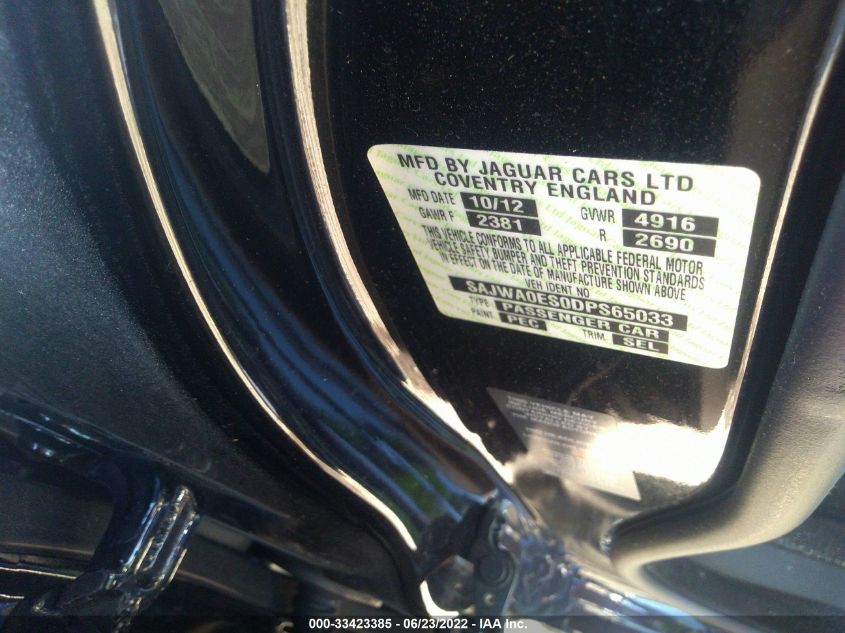 MFD BY JAGUAR CARS LTD
COVENTRY ENGLAND
MFD DATE 10/12 GVWR 4916
GAWR F 2381 R 2690
THIS VEHICLE CONFORMS TO ALL APPLICABLE FEDERAL MOTOR
VEHICLE SAFETY BUMPER AND THEFT PREVENTION STANDARDS
IN EFFECT ON THE DATE OF MANUFACTURE SHOWN ABOVE
VEH IDENT NO
SAJWA0ES0DPS65033
TYPE PASSENGER CAR
PAINT. PEC TRIM. SEL
000-33423385 - 06/23/2022 - IAA Inc.